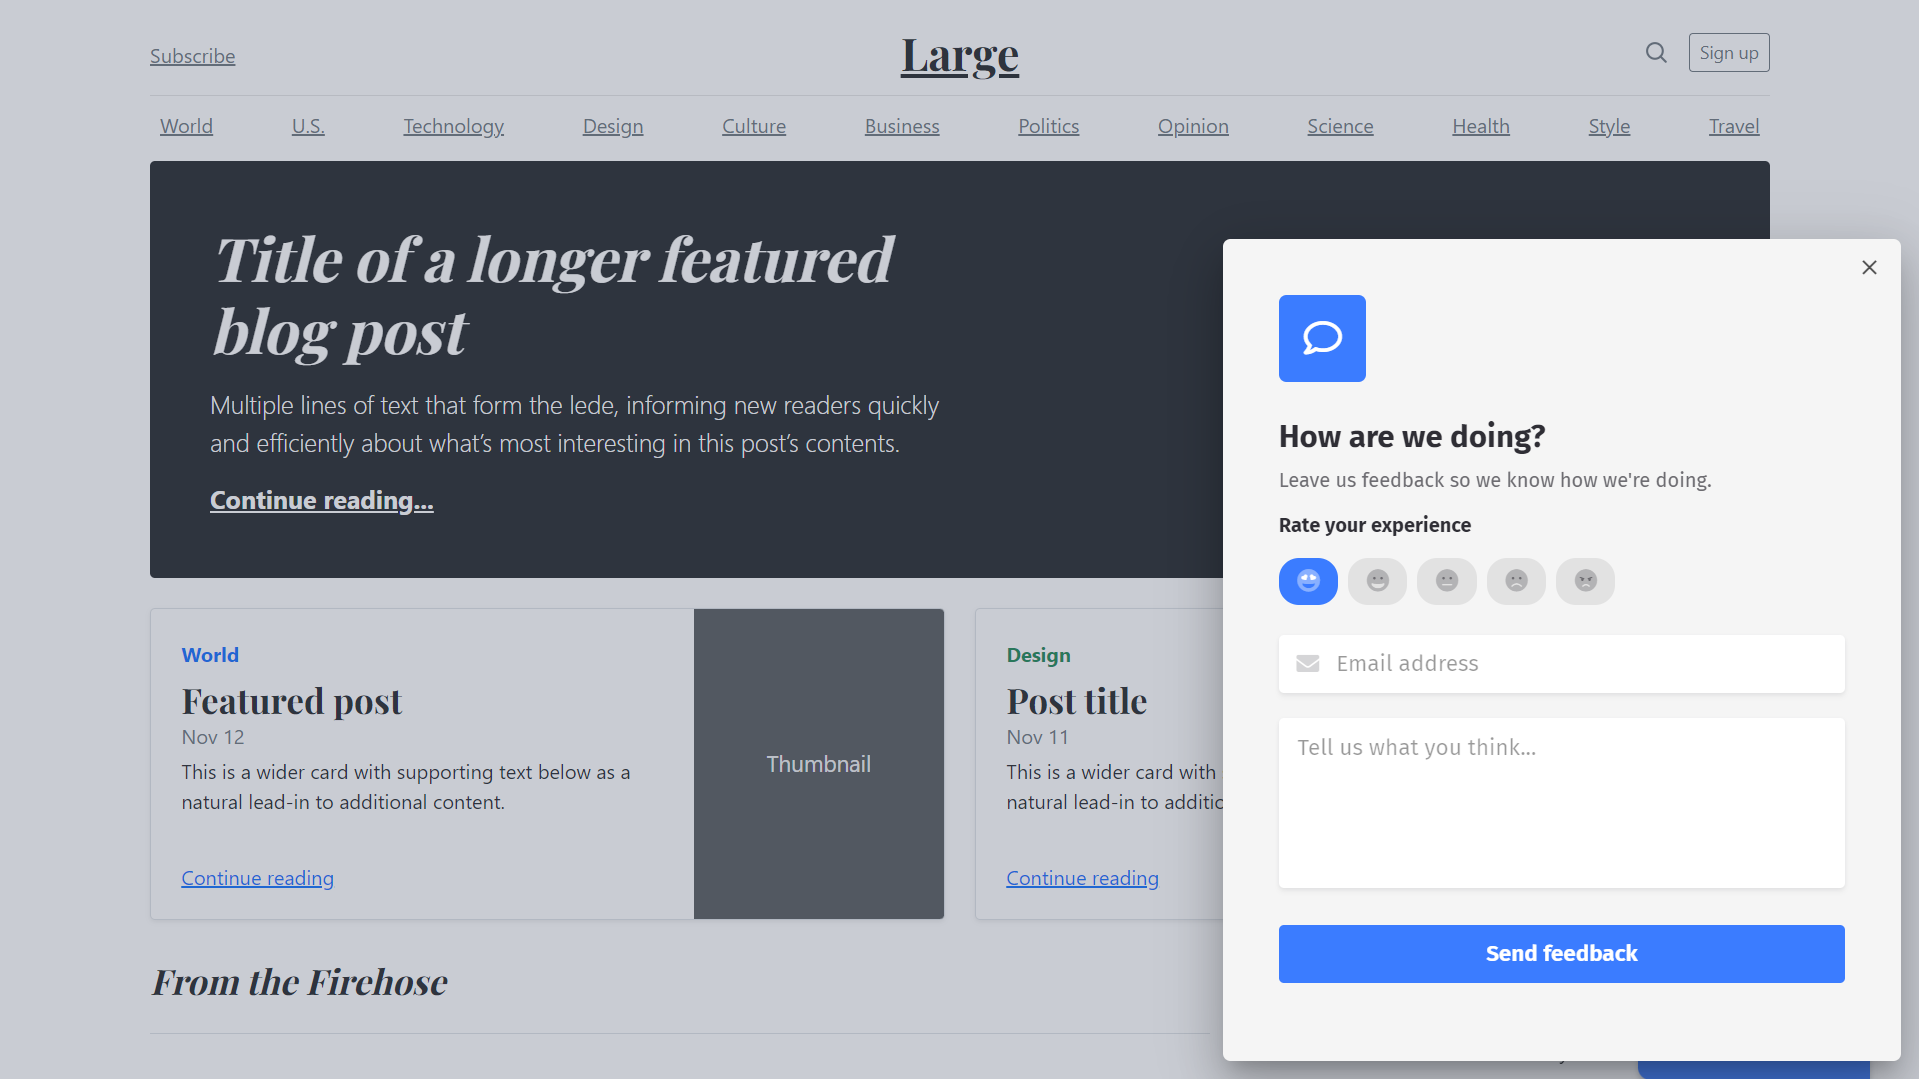 Subscribe
Large
Sign up
World
U.S.
Technology
Design
Culture
Business
Politics
Opinion
Science
Health
Style
Travel
Title of a longer featured
blog post
Multiple lines of text that form the lede, informing new readers quickly
and efficiently about what’s most interesting in this post’s contents.
Continue reading...
World
Featured post
Nov 12
This is a wider card with supporting text below as a
natural lead-in to additional content.
Continue reading
Thumbnail
Design
Post title
Nov 11
This is a wider card with
natural lead-in to
Continue reading
From the Firehose
How are we doing?
Leave us feedback so we know how we're doing.
Rate your experience
Email address
Tell us what you think...
Send feedback